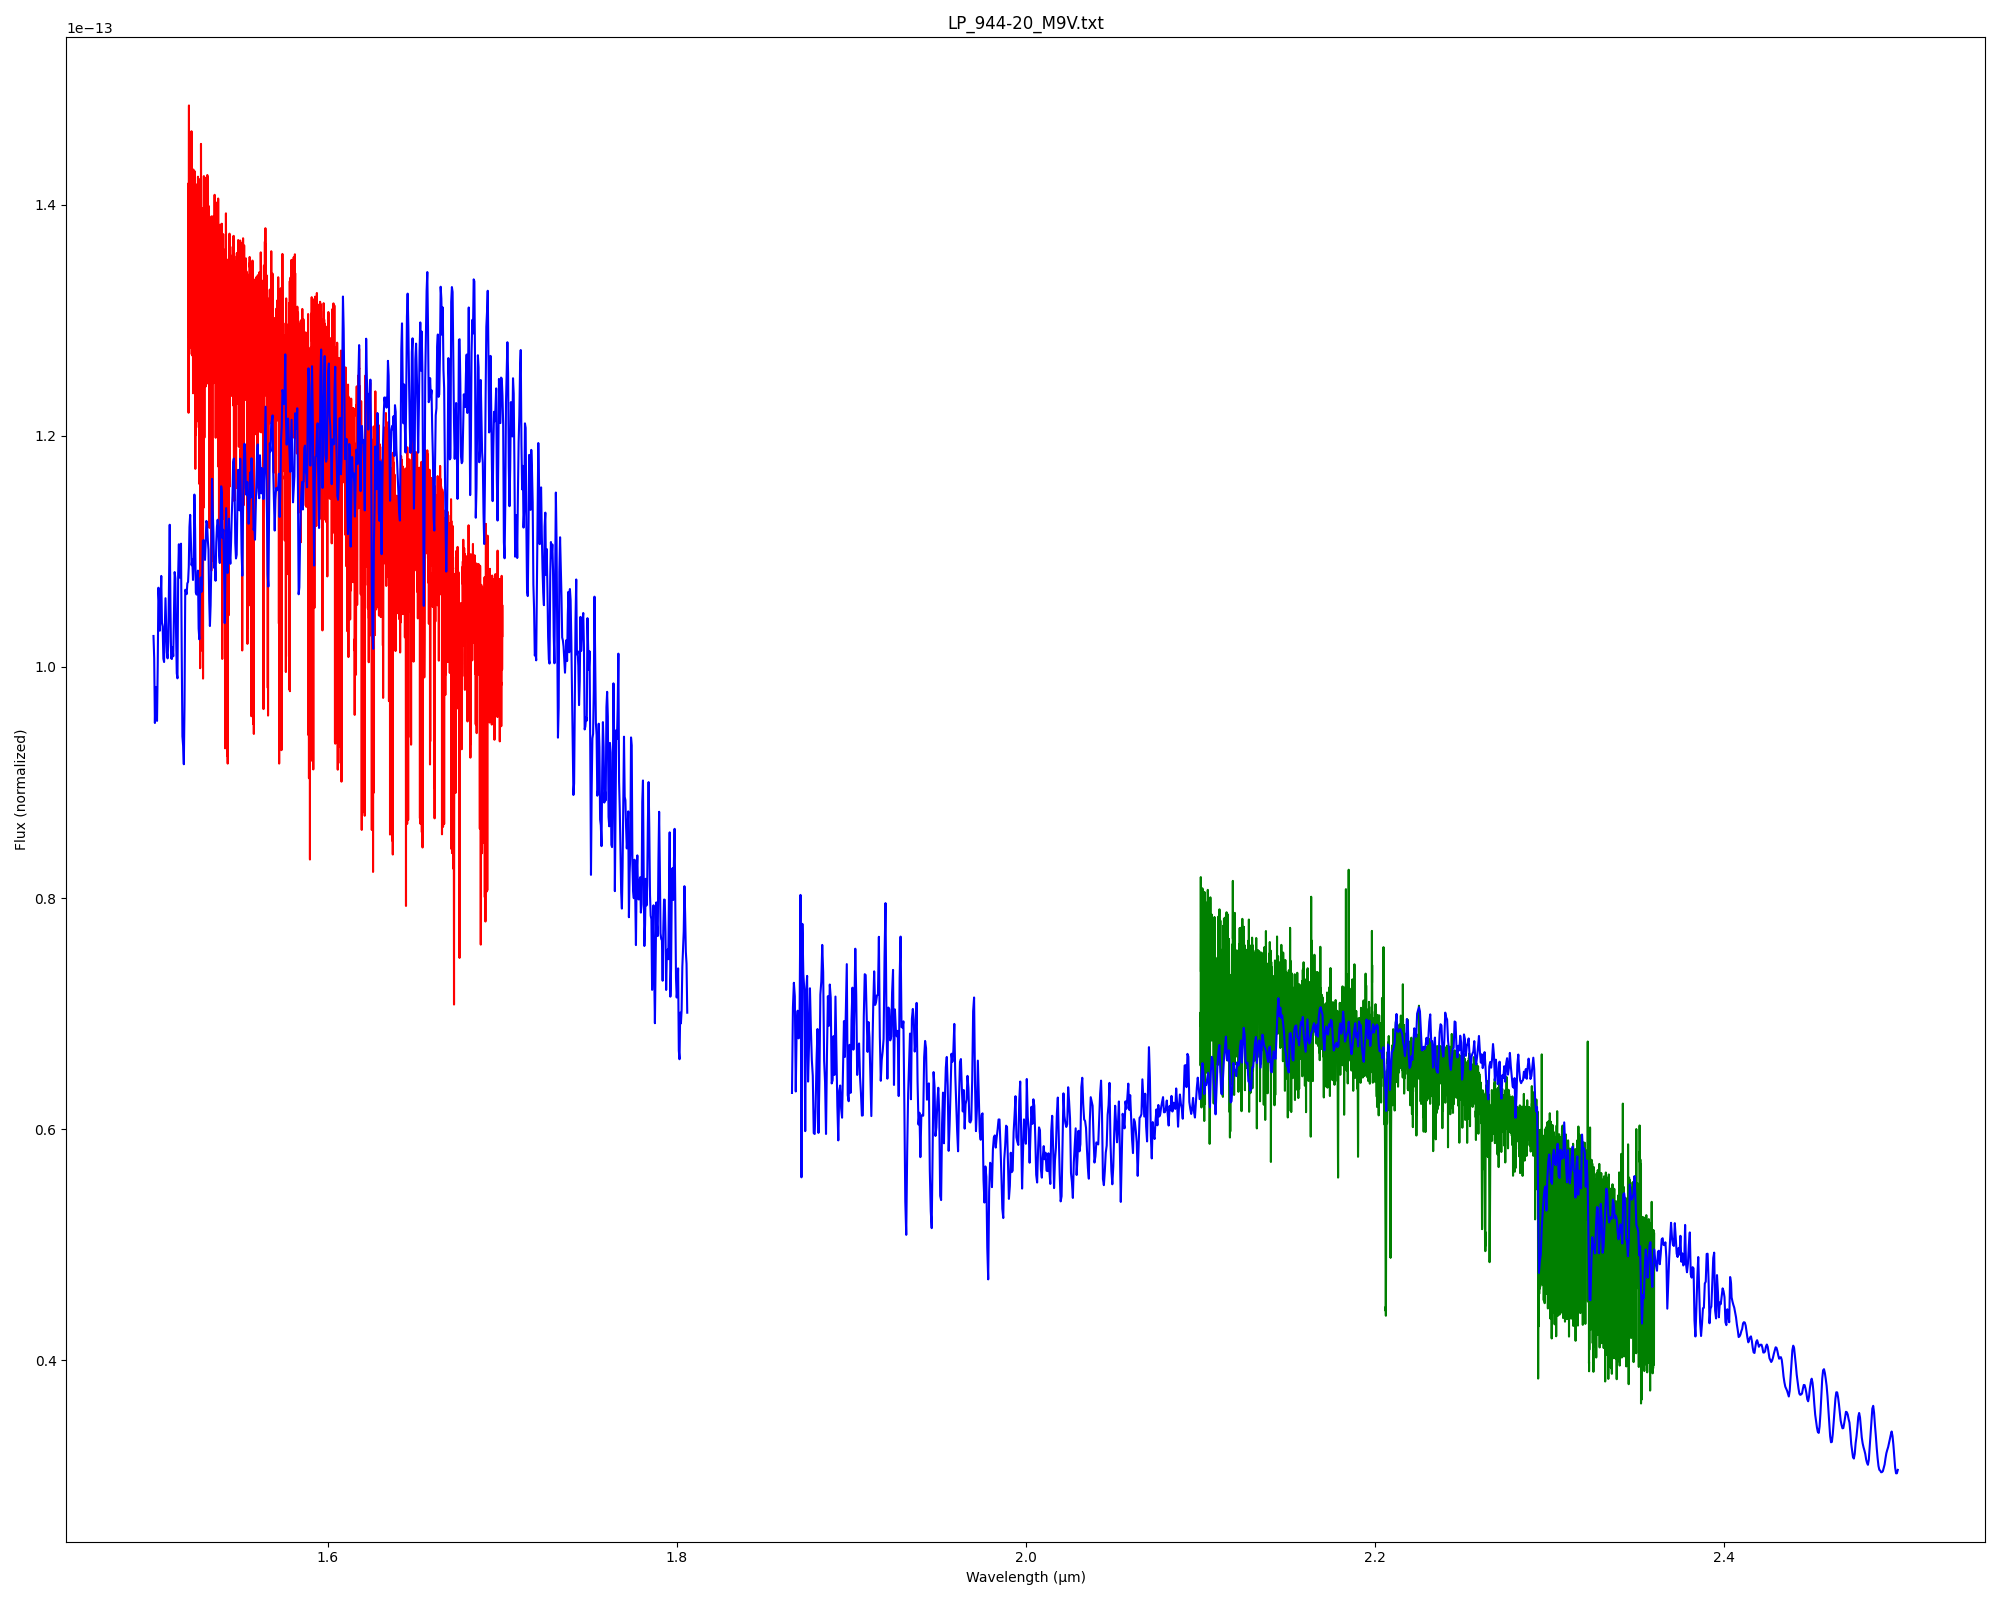 LP_944-20_M9V.txt
1e−13
1.4
1.2
1.0
0.8
0.6
0.4
Flux (normalized)
1.6
1.8
2.0
2.2
2.4
Wavelength (μm)